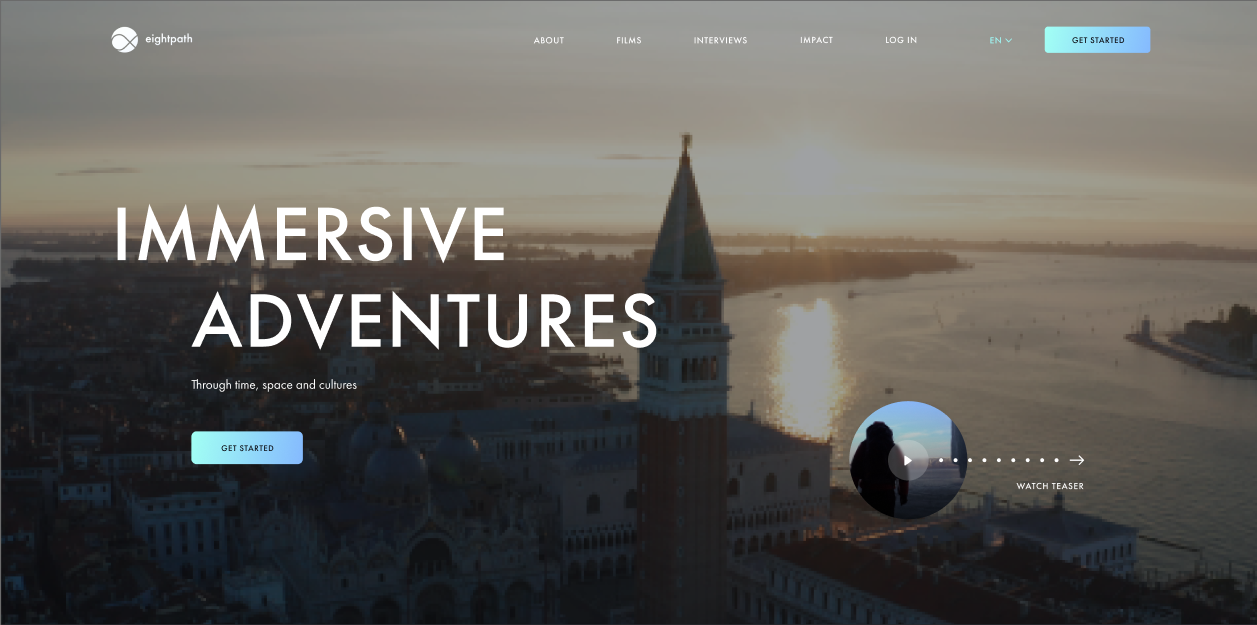 eightpath
ABOUT
FILMS
INTERVIEWS
IMPACT
LOG IN
EN
GET STARTED
IMMERSIVE
ADVENTURES
Through time, space and cultures
GET STARTED
WATCH TEASER